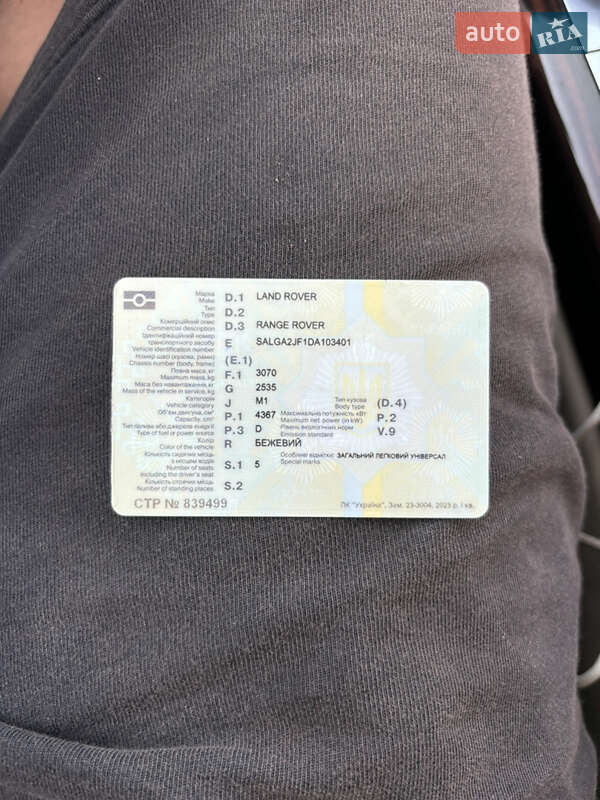 auto RIA.com
Марка
Make D.1 LAND ROVER
Тип
Type D.2
Комерційний опис
Commercial description D.3 RANGE ROVER
Ідентифікаційний номер
транспортного засобу E SALGA2JF1DA103401
Vehicle identification number
Номер шасі (кузова, рами)
Chassis number (body, frame) (E.1)
Повна маса, кг
Maximum mass, kg F.1 3070
Маса без навантаження, кг
Mass of the vehicle in service, kg G 2535
Категорія
Vehicle category J M1 Тип кузова
Body type (D.4)
Об'єм двигуна, см³
Capacity, cm³ P.1 4367 Максимальна потужність кВт
Maximum net power (in kW) P.2
Тип палива або джерело енергії
Type of fuel or power source P.3 D Рівень екологічних норм
Emission standard V.9
Колір
Color of the vehicle R БЕЖЕВИЙ
Кількість сидячих місць
з місцем водія
Number of seats
including the driver's seat S.1 5 Особливі відмітки: ЗАГАЛЬНИЙ ЛЕГКОВИЙ УНІВЕРСАЛ
Special marks
Кількість стоячих місць
Number of standing places S.2
СТР № 839499
ПК "Україна", Зам. 23-3004, 2023 р. I кв.